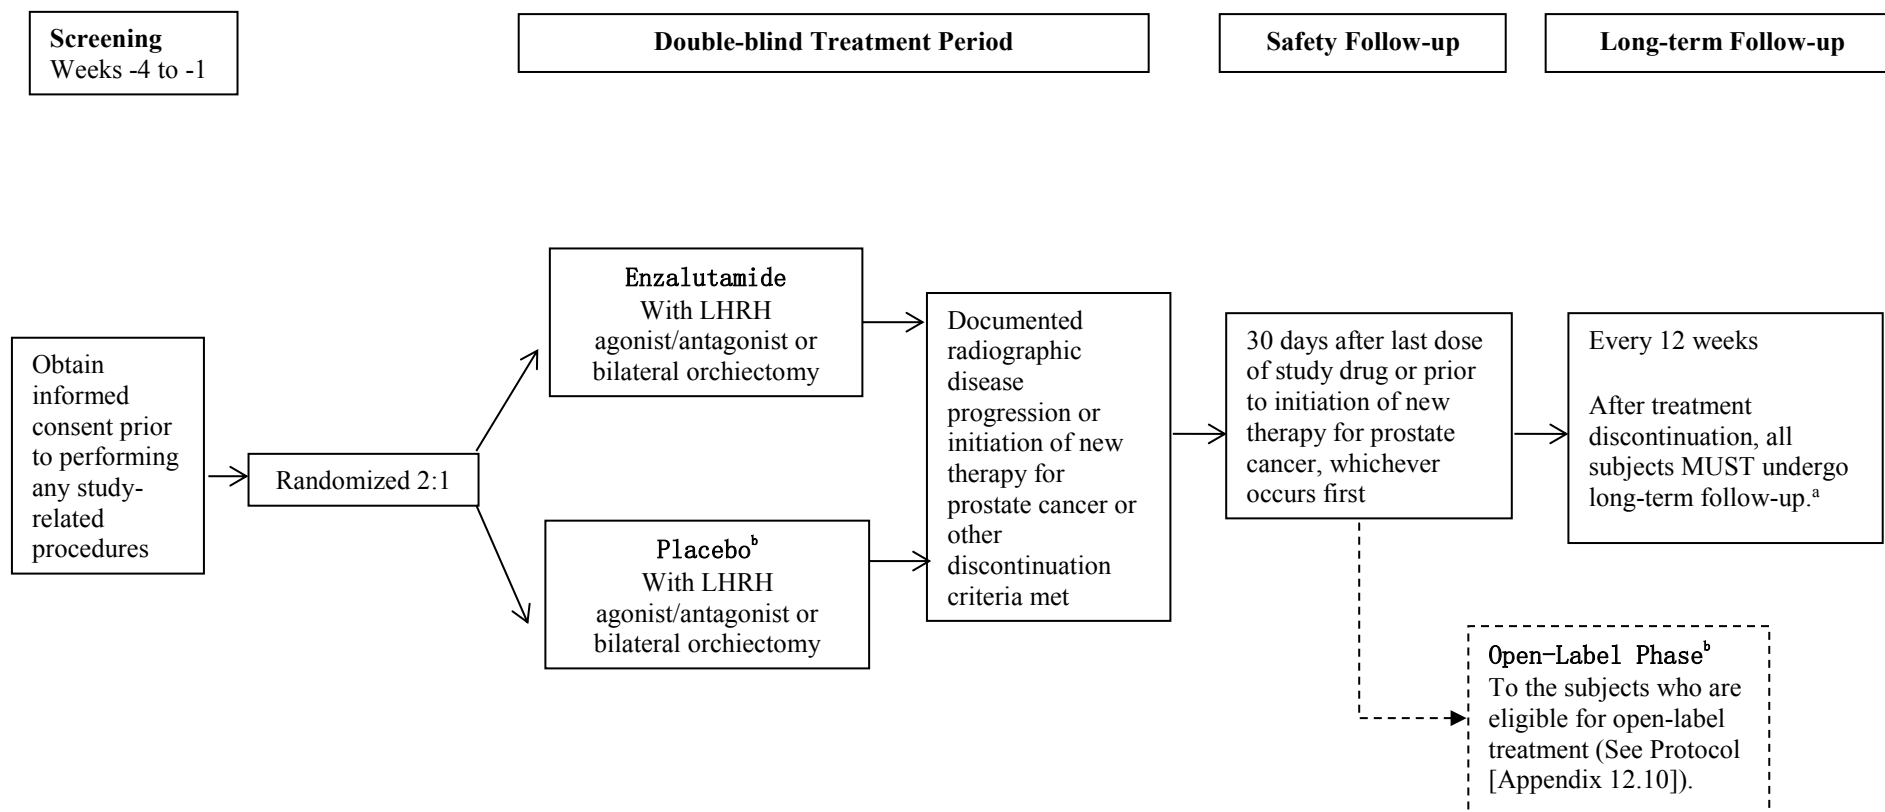 Screening
Weeks -4 to -1
Double-blind Treatment Period
Safety Follow-up
Long-term Follow-up
Obtain
informed
consent prior
to performing
any study-
related
procedures
Randomized 2:1
Enzalutamide
With LHRH
agonist/antagonist or
bilateral orchiectomy
Placebob
With LHRH
agonist/antagonist or
bilateral orchiectomy
Documented
radiographic
disease
progression or
initiation of new
therapy for
prostate cancer or
other
discontinuation
criteria met
30 days after last dose
of study drug or prior
to initiation of new
therapy for prostate
cancer, whichever
occurs first
Every 12 weeks
After treatment
discontinuation, all
subjects MUST undergo
long-term follow-up.a
Open-Label Phaseb
To the subjects who are
eligible for open-label
treatment (See Protocol
[Appendix 12.10]).